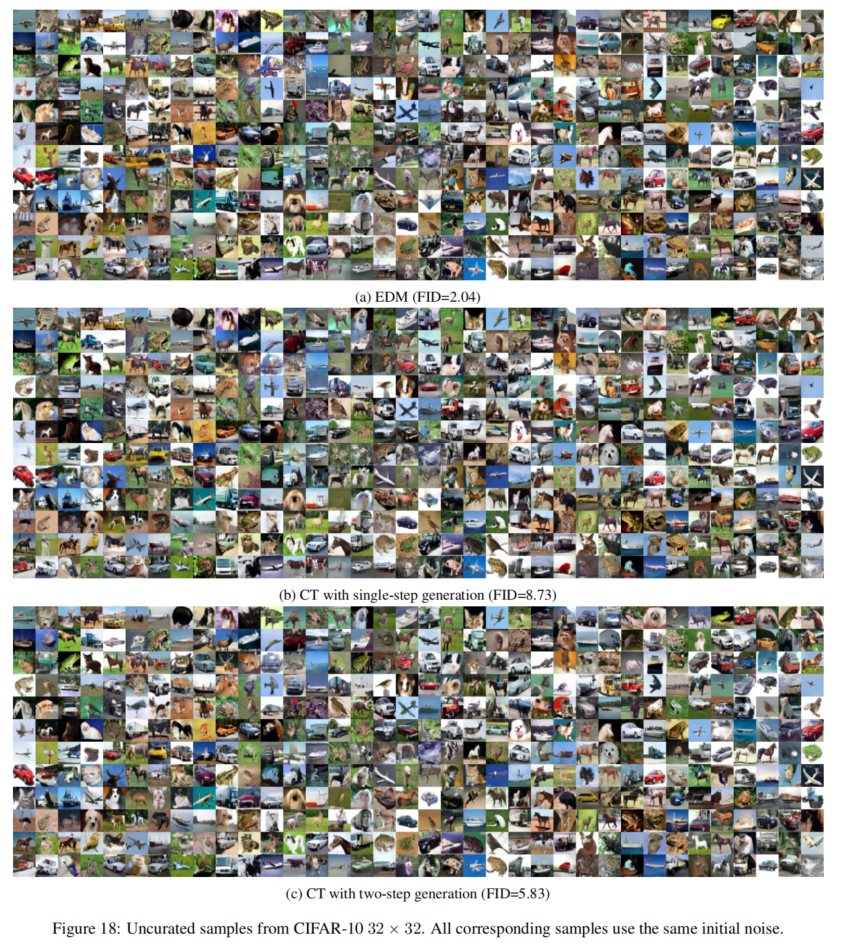 (a) EDM (FID=2.04)
(b) CT with single-step generation (FID=8.73)
(c) CT with two-step generation (FID=5.83)
Figure 18: Uncurated samples from CIFAR-10 32 × 32. All corresponding samples use the same initial noise.